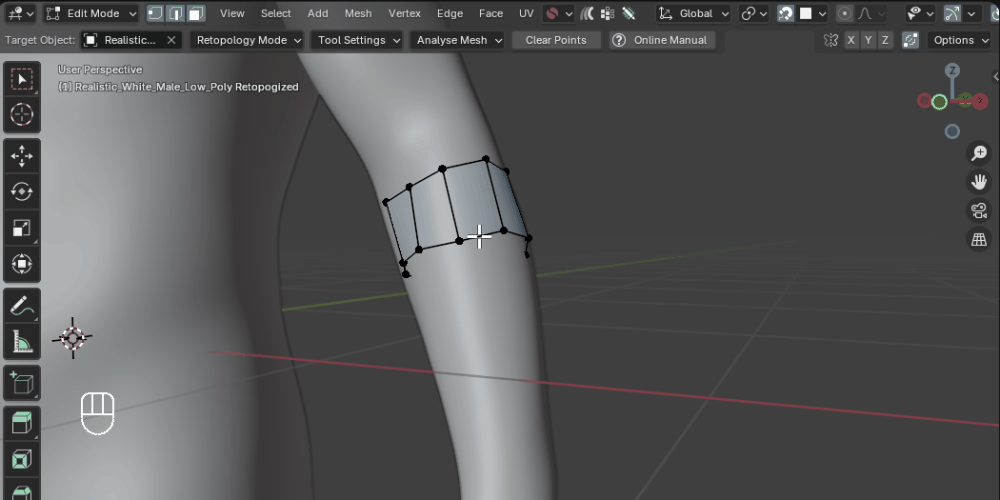 Edit Mode View Select Add Mesh Vertex Edge Face UV Global
Target Object: Realistic... Retopology Mode Tool Settings Analyse Mesh Clear Points Online Manual X Y Z Options
User Perspective
(1) Realistic_White_Male_Low_Poly Retopogized
Z
X